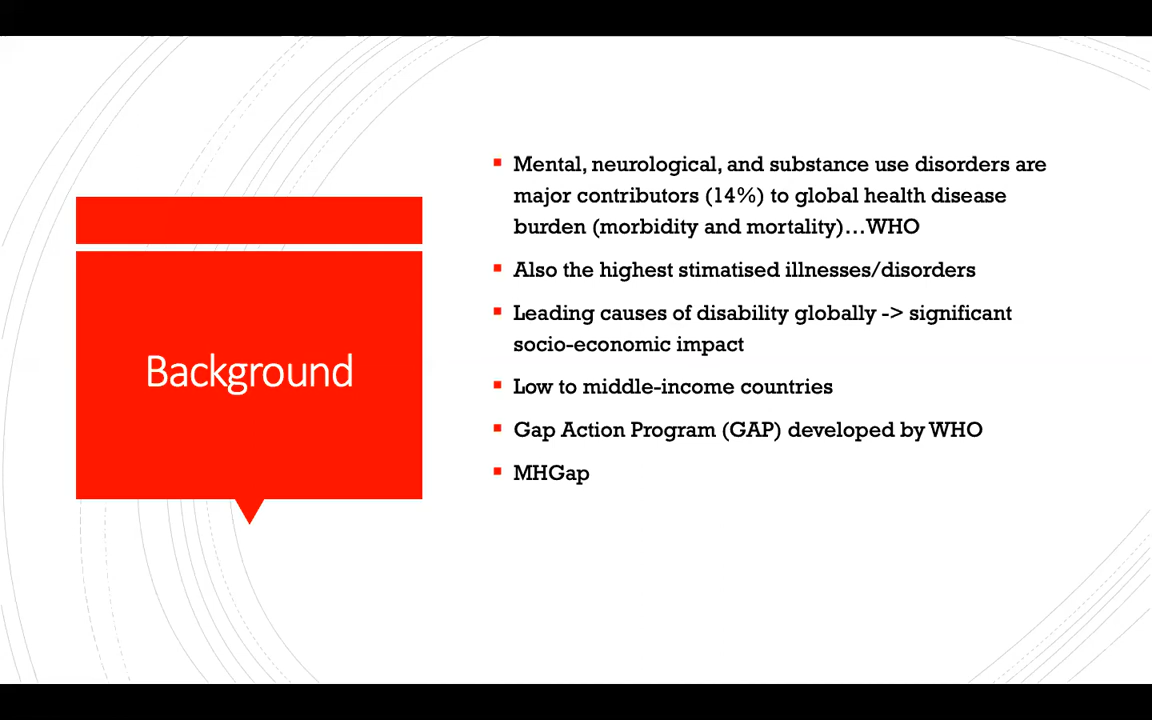 Background
Mental, neurological, and substance use disorders are
major contributors (14%) to global health disease
burden (morbidity and mortality)...WHO
Also the highest stimatised illnesses/disorders
Leading causes of disability globally -> significant
socio-economic impact
Low to middle-income countries
Gap Action Program (GAP) developed by WHO
MHGap